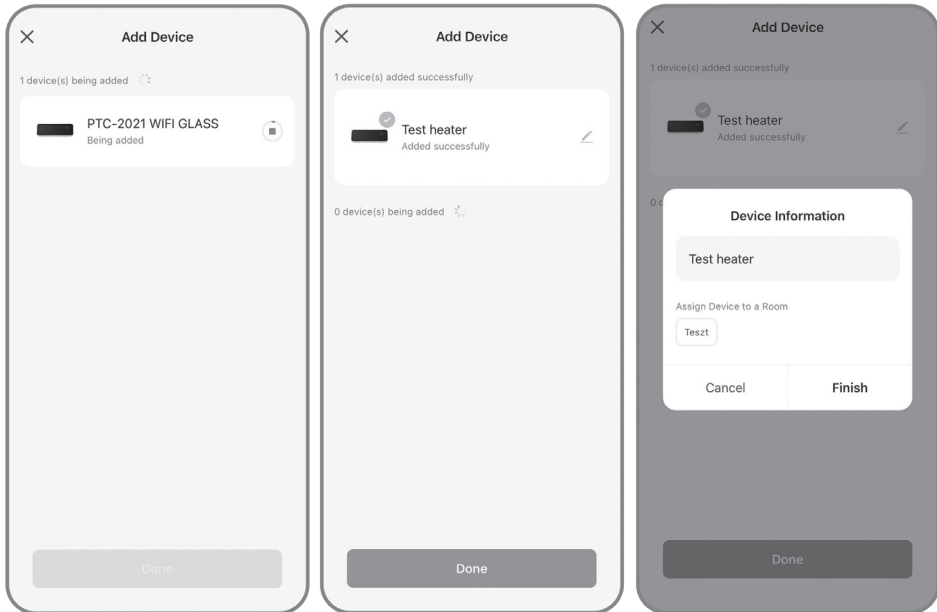 Add Device
1 device(s) being added
PTC-2021 WIFI GLASS
Being added
Done
Add Device
1 device(s) added successfully
Test heater
Added successfully
0 device(s) being added
Done
Add Device
1 device(s) added successfully
Test heater
Added successfully
0 d
Device Information
Test heater
Assign Device to a Room
Teszt
Cancel Finish
Done